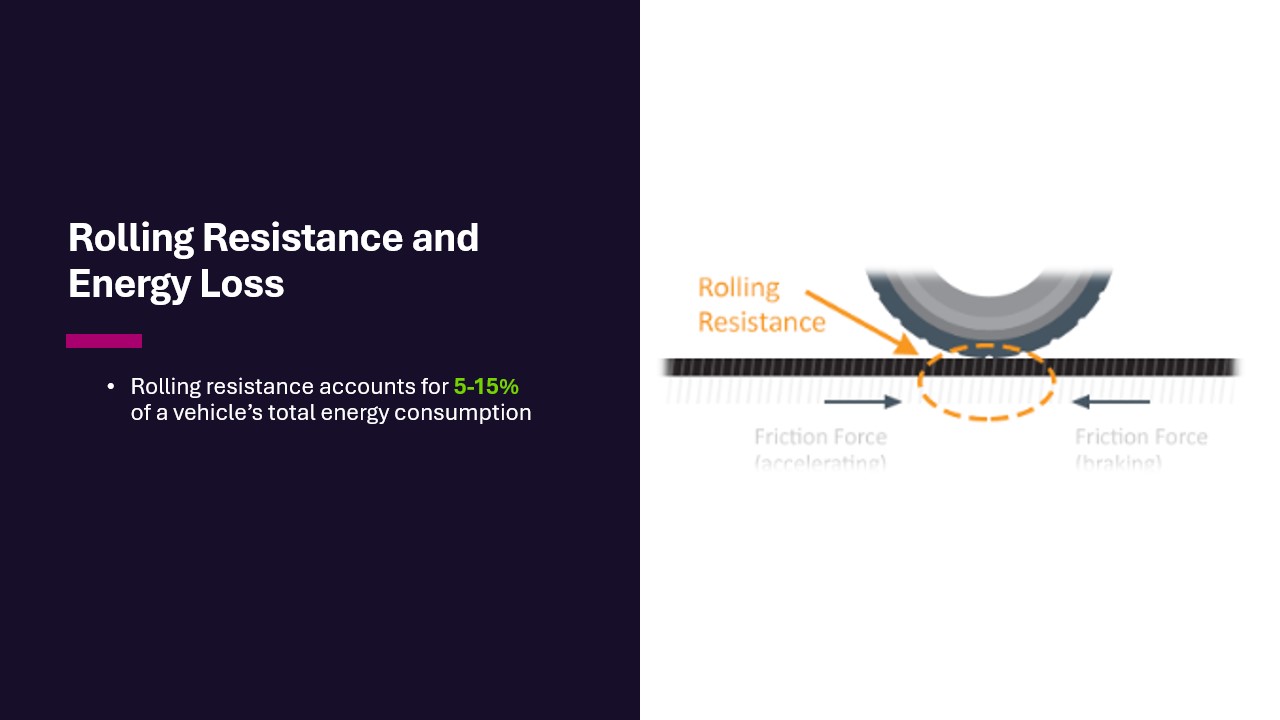 Rolling Resistance and
Energy Loss
• Rolling resistance accounts for 5-15%
of a vehicle’s total energy consumption
Rolling
Resistance
Friction Force
(accelerating)
Friction Force
(braking)